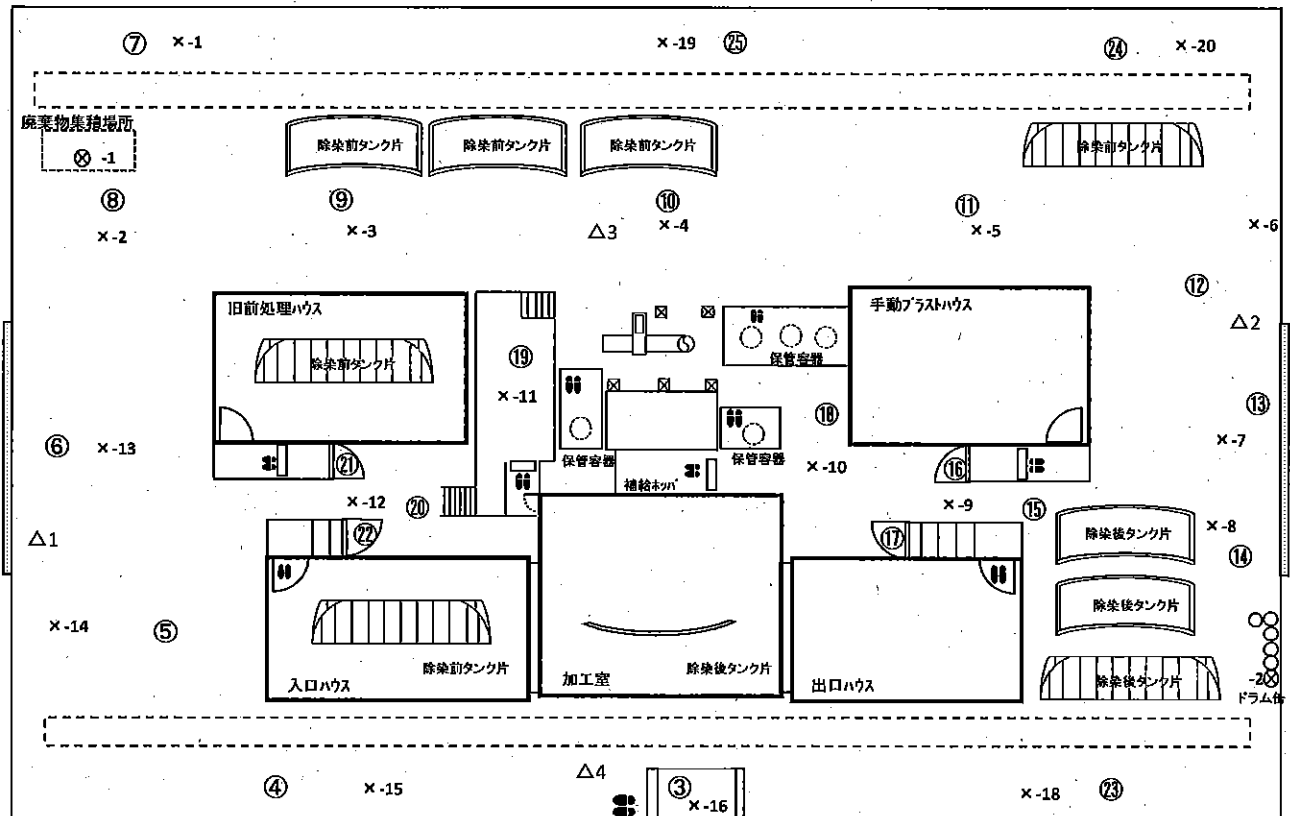 ⑦ ×-1 ×-19 ㉕ ㉔ ×-20
廃棄物集積場所
⊗ -1
除染前タンク片 除染前タンク片 除染前タンク片 除染前タンク片
⑧ ⑨ ⑩ ⑪
×-2 ×-3 △3 ×-4 ×-5 ×-6
⑫
旧前処理ハウス 手動ブラストハウス
△2
除染前タンク片 ⑲ 保管容器
×-11 ⑱ ⑬
⑥ ×-13 ×-7
㉑ 保管容器 保管容器 ×-10 ⑯
補給ホッパ
×-12 ⑳ ×-9 ⑮
△1 ㉒ ⑰ 除染後タンク片 ×-8
⑭
除染後タンク片
×-14 ⑤
除染前タンク片 除染後タンク片 除染後タンク片 -2⊗
入口ハウス 加工室 出口ハウス ドラム缶
④ ×-15 △4 ③ ×-16 ×-18 ㉓